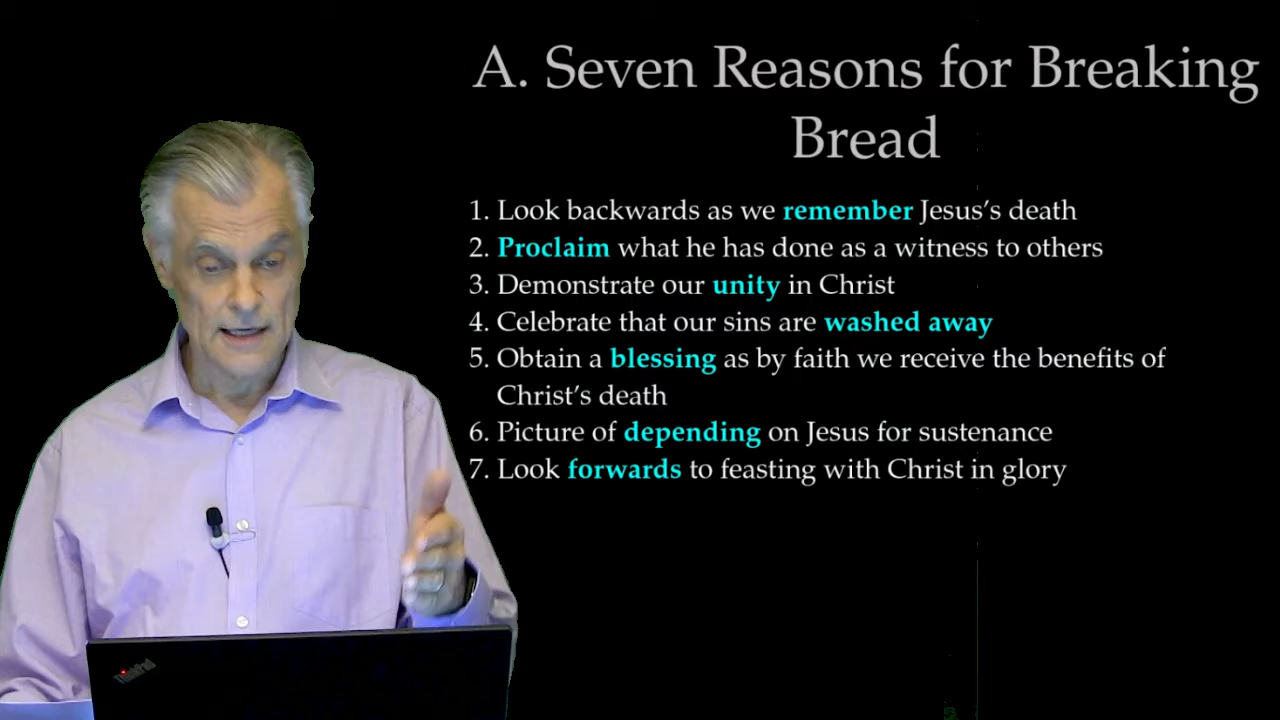 A. Seven Reasons for Breaking
Bread
1. Look backwards as we remember Jesus's death
2. Proclaim what he has done as a witness to others
3. Demonstrate our unity in Christ
4. Celebrate that our sins are washed away
5. Obtain a blessing as by faith we receive the benefits of
Christ's death
6. Picture of depending on Jesus for sustenance
7. Look forwards to feasting with Christ in glory
ThinkPad